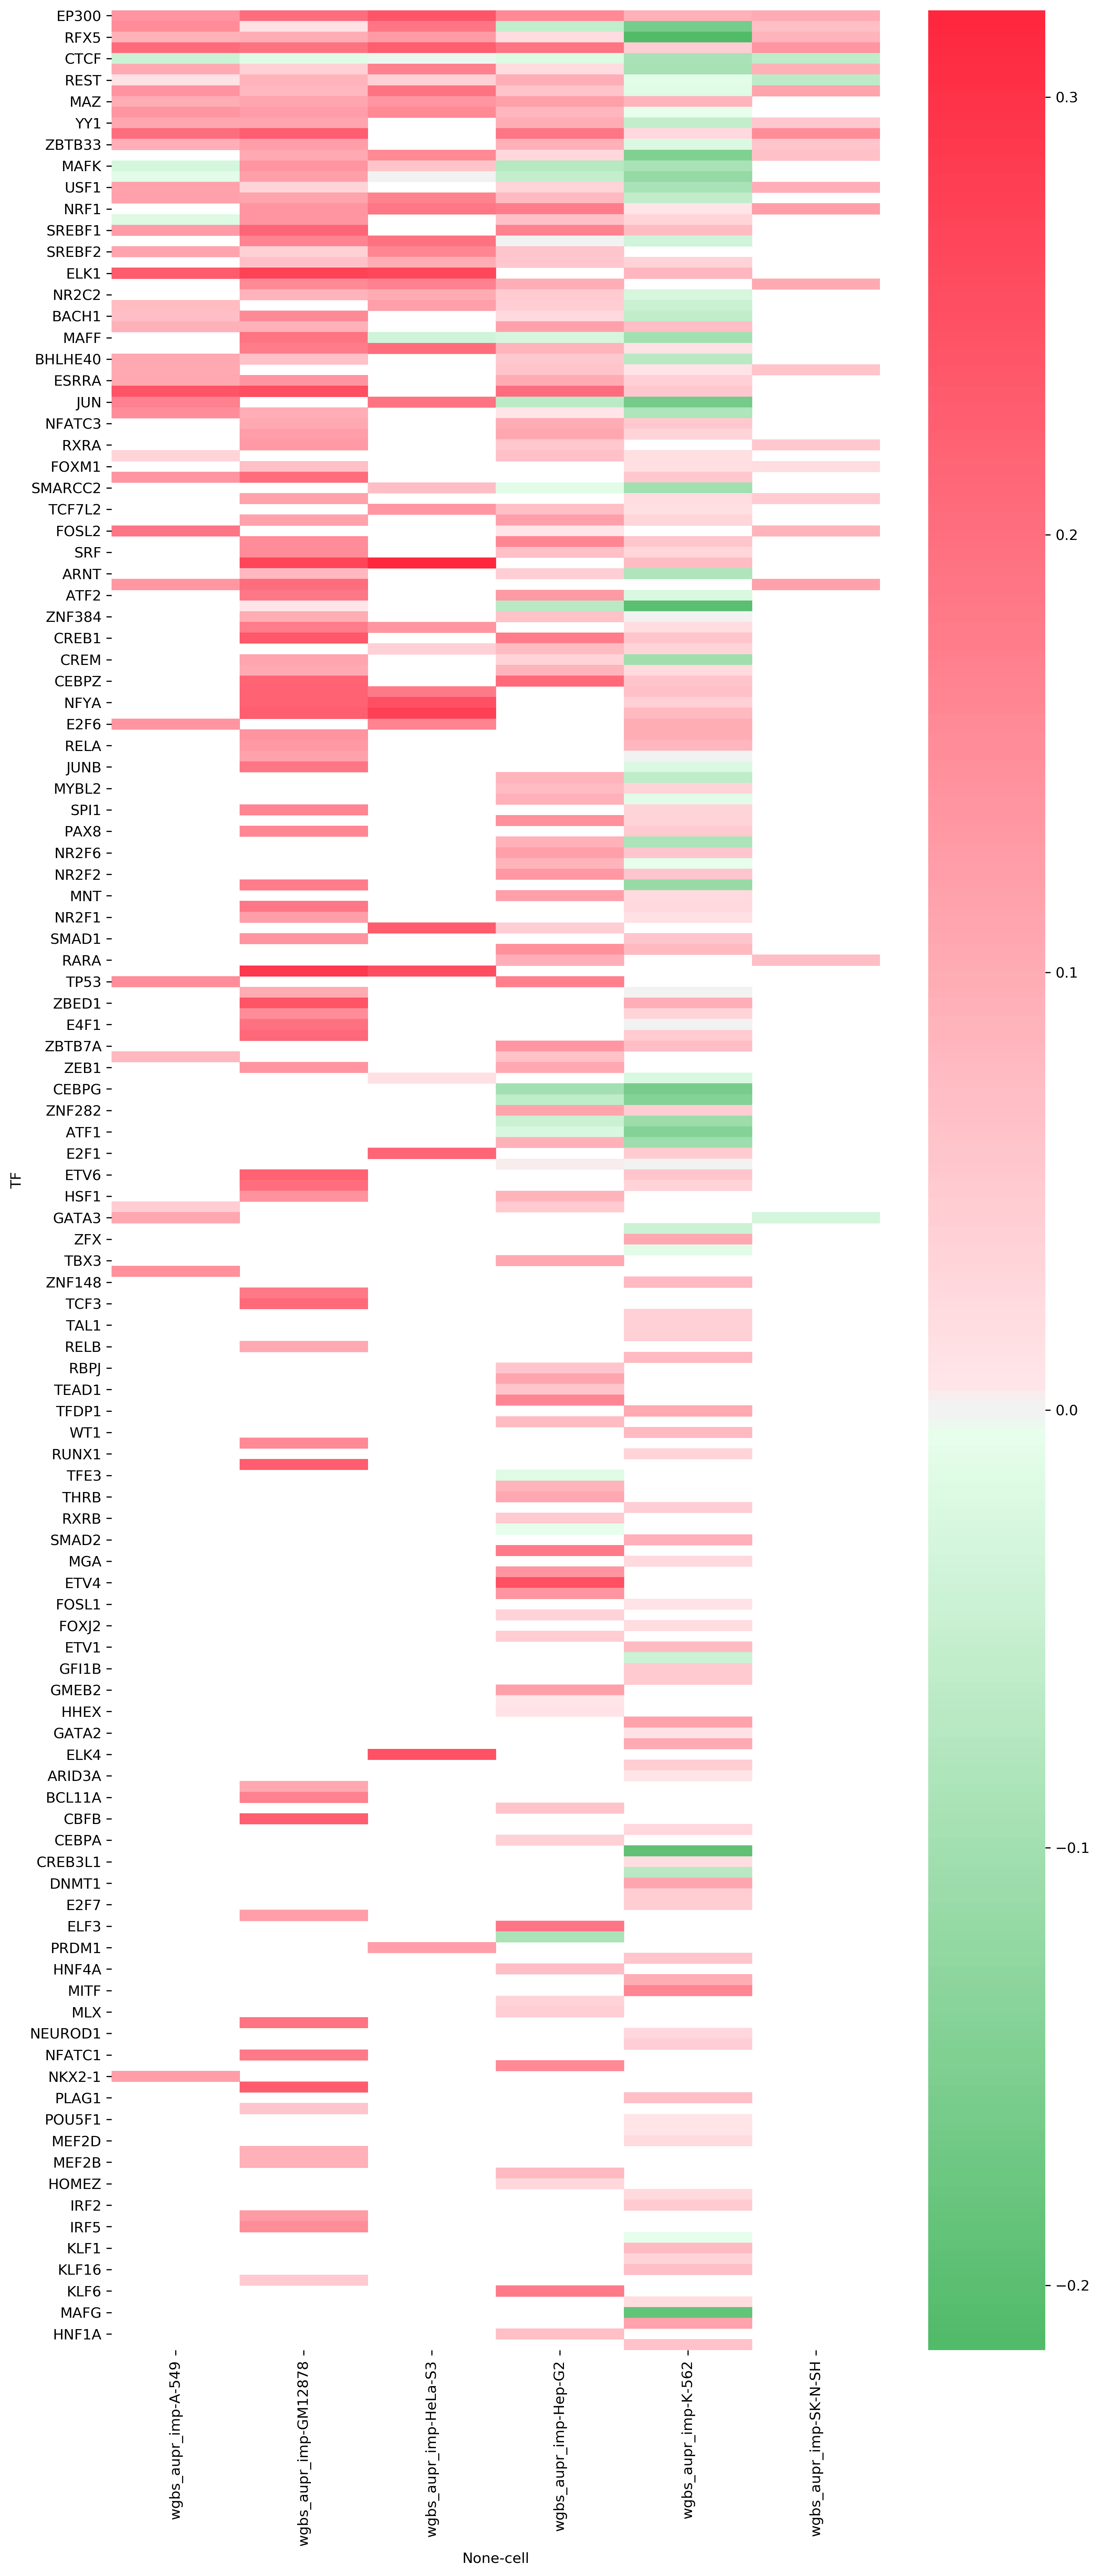 EP300
RFX5
CTCF
REST
MAZ
YY1
ZBTB33
MAFK
USF1
NRF1
SREBF1
SREBF2
ELK1
NR2C2
BACH1
MAFF
BHLHE40
ESRRA
JUN
NFATC3
RXRA
FOXM1
SMARCC2
TCF7L2
FOSL2
SRF
ARNT
ATF2
ZNF384
CREB1
CREM
CEBPZ
NFYA
E2F6
RELA
JUNB
MYBL2
SPI1
PAX8
NR2F6
NR2F2
MNT
NR2F1
SMAD1
RARA
TP53
ZBED1
E4F1
ZBTB7A
ZEB1
CEBPG
ZNF282
ATF1
E2F1
ETV6
HSF1
GATA3
ZFX
TBX3
ZNF148
TCF3
TAL1
RELB
RBPJ
TEAD1
TFDP1
WT1
RUNX1
TFE3
THRB
RXRB
SMAD2
MGA
ETV4
FOSL1
FOXJ2
ETV1
GFI1B
GMEB2
HHEX
GATA2
ELK4
ARID3A
BCL11A
CBFB
CEBPA
CREB3L1
DNMT1
E2F7
ELF3
PRDM1
HNF4A
MITF
MLX
NEUROD1
NFATC1
NKX2-1
PLAG1
POU5F1
MEF2D
MEF2B
HOMEZ
IRF2
IRF5
KLF1
KLF16
KLF6
MAFG
HNF1A
TF
wgbs_aupr_imp-A-549
wgbs_aupr_imp-GM12878
wgbs_aupr_imp-HeLa-S3
wgbs_aupr_imp-Hep-G2
wgbs_aupr_imp-K-562
wgbs_aupr_imp-SK-N-SH
None-cell
0.3
0.2
0.1
0.0
−0.1
−0.2